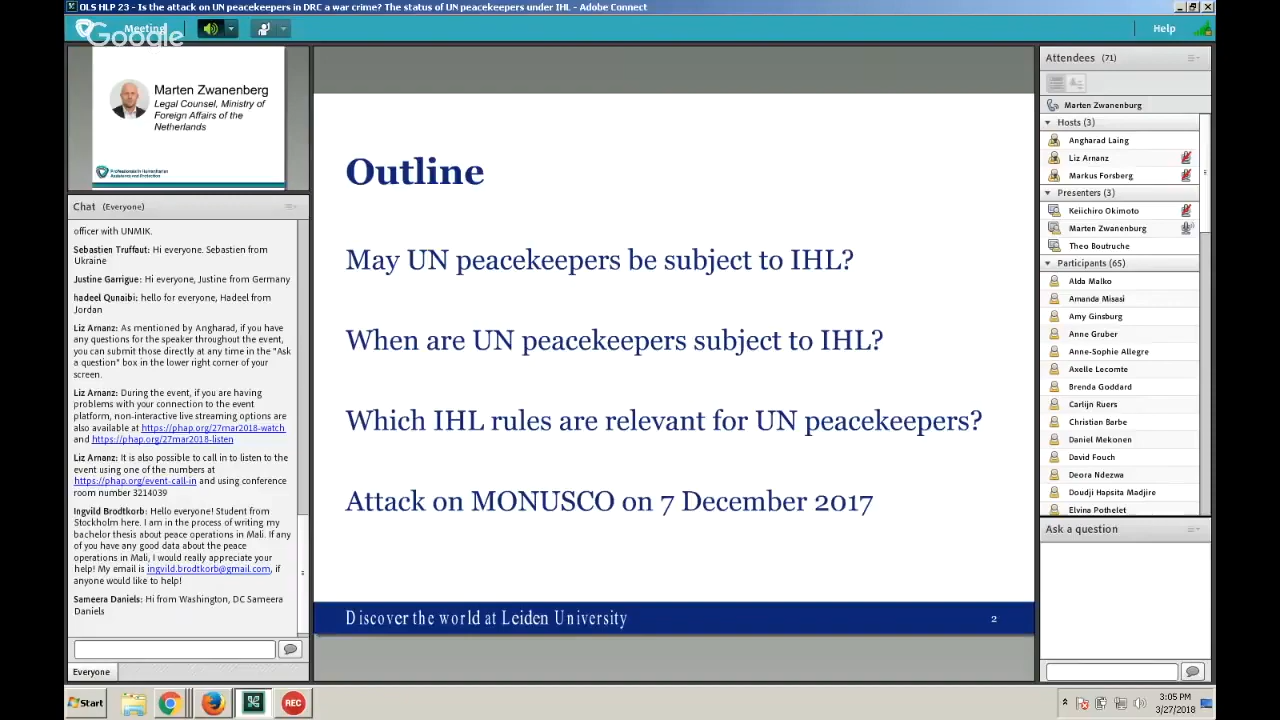 OLS HLP 23 - Is the attack on UN peacekeepers in DRC a war crime? The status of UN peacekeepers under IHL - Adobe Connect
Meeting
Google
Help
Marten Zwanenberg
Legal Counsel, Ministry of
Foreign Affairs of the
Netherlands
Professionals in Humanitarian
Assistance and Protection
Chat (Everyone)
officer with UNMIK.
Sebastien Truffaut: Hi everyone. Sebastien from
Ukraine
Justine Garrigue: Hi everyone, Justine from Germany
hadeel Qunaibi: hello for everyone, Hadeel from
Jordan
Liz Arnanz: As mentioned by Angharad, if you have
any questions for the speaker throughout the event,
you can submit those directly at any time in the "Ask
a question" box in the lower right corner of your
screen.
Liz Arnanz: During the event, if you are having
problems with your connection to the event
platform, non-interactive live streaming options are
also available at https://phap.org/27mar2018-watch
and https://phap.org/27mar2018-listen
Liz Arnanz: It is also possible to call in to listen to the
event using one of the numbers at
https://phap.org/event-call-in and using conference
room number 3214039
Ingvild Brodtkorb: Hello everyone! Student from
Stockholm here. I am in the process of writing my
bachelor thesis about peace operations in Mali. If any
of you have any good data about the peace
operations in Mali, I would really appreciate your
help! My email is ingvild.brodtkorb@gmail.com, if
anyone would like to help!
Sameera Daniels: Hi from Washington, DC Sameera
Daniels
Everyone
Outline
May UN peacekeepers be subject to IHL?
When are UN peacekeepers subject to IHL?
Which IHL rules are relevant for UN peacekeepers?
Attack on MONUSCO on 7 December 2017
Discover the world at Leiden University
2
Attendees (71)
Marten Zwanenburg
Hosts (3)
Angharad Laing
Liz Arnanz
Markus Forsberg
Presenters (3)
Keiichiro Okimoto
Marten Zwanenburg
Theo Boutruche
Participants (65)
Alda Malko
Amanda Misasi
Amy Ginsburg
Anne Gruber
Anne-Sophie Allegre
Axelle Lecomte
Brenda Goddard
Carlijn Ruers
Christian Barbe
Daniel Mekonen
David Fouch
Deora Ndezwa
Doudji Hapsita Madjire
Elvina Pothelet
Ask a question
Start
REC
3:05 PM
3/27/2018